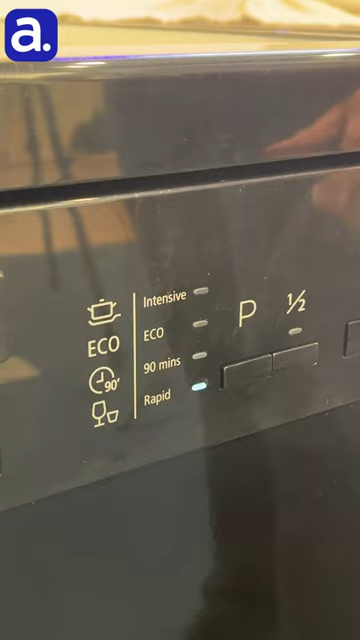 a.
Intensive
P
½
ECO
ECO
90'
90 mins
Rapid